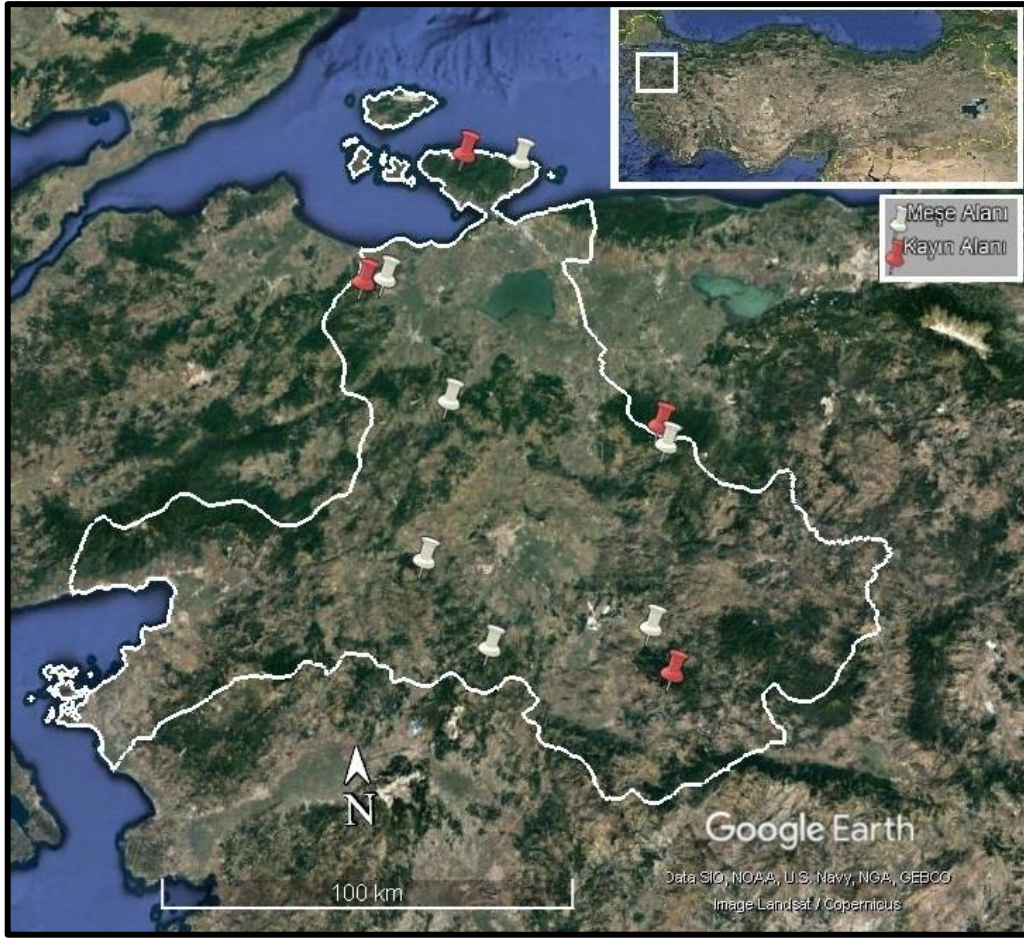 Meşe Alanı
Kayın Alanı
N
Google Earth
Data SIO, NOAA, U.S. Navy, NGA, GEBCO
Image Landsat / Copernicus
100 km